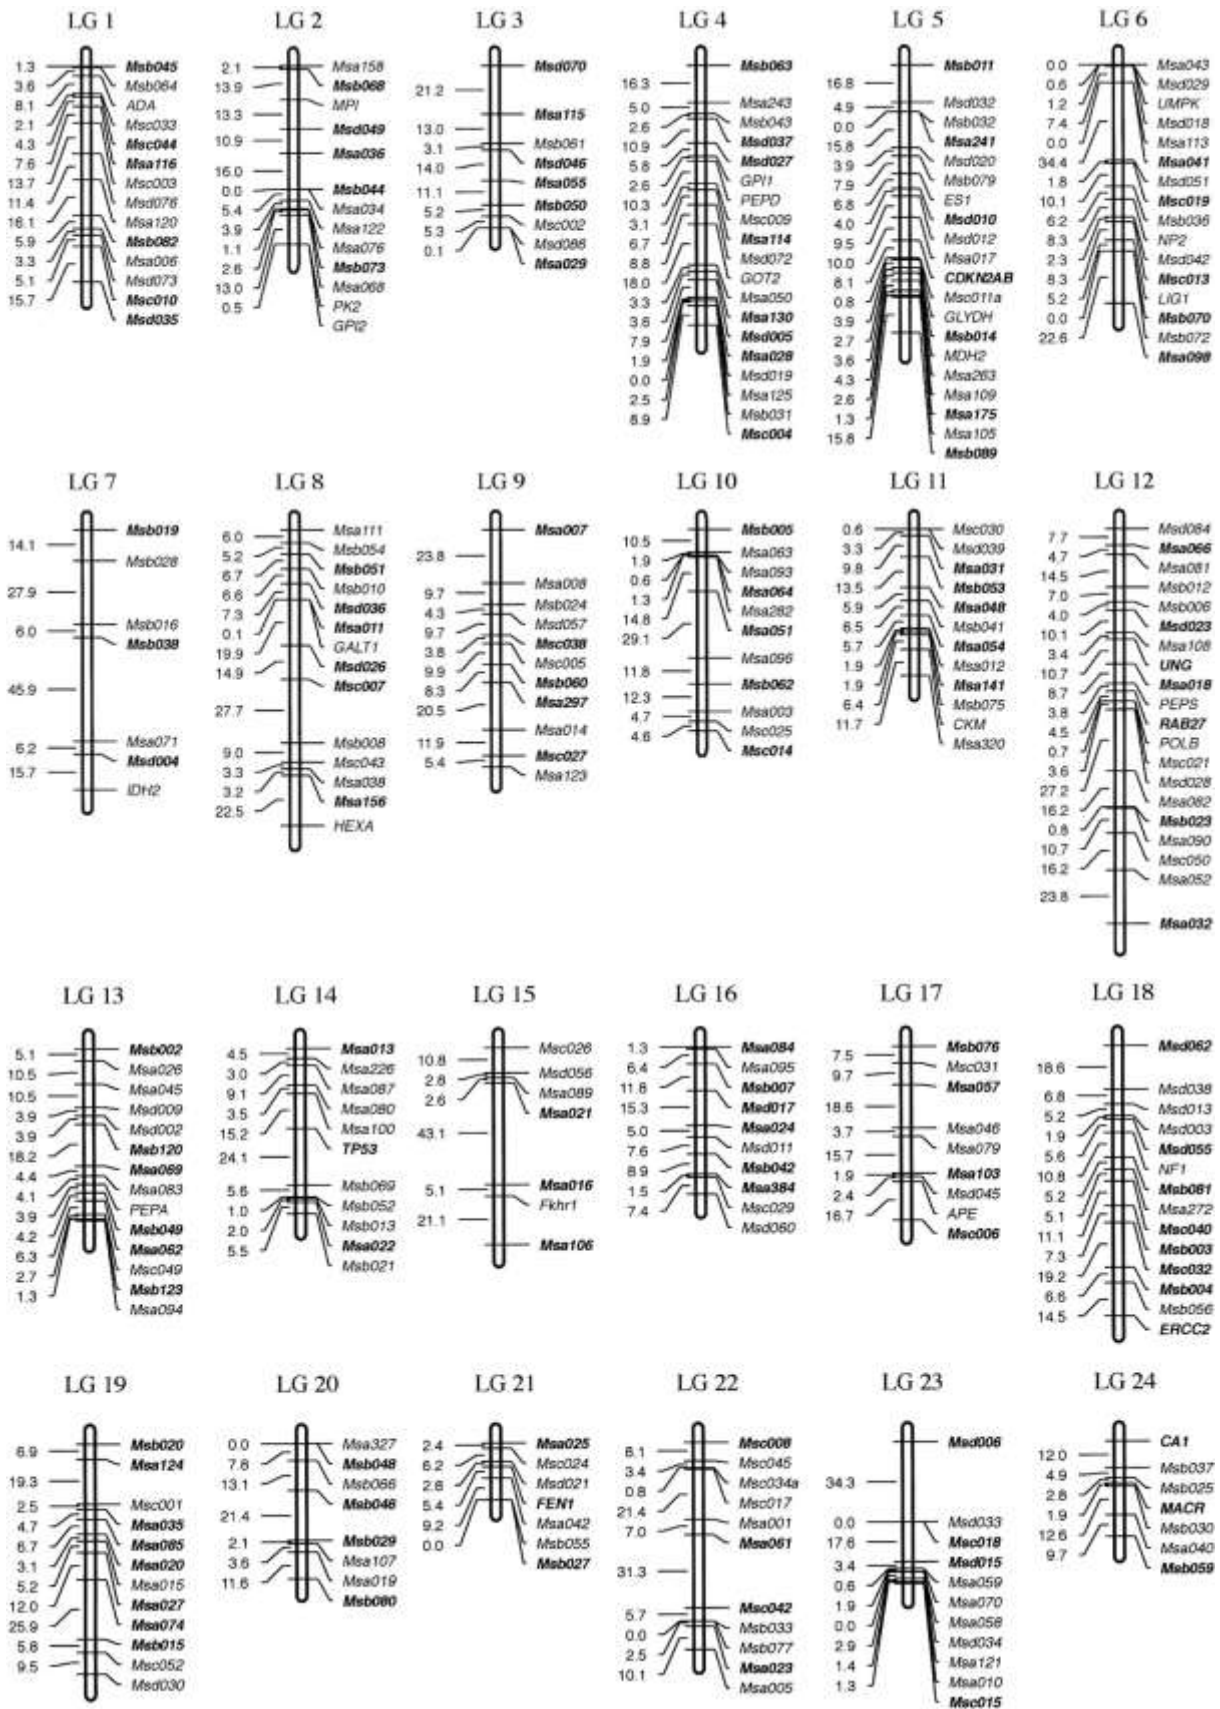 LG 1
1.3
3.6
8.1
2.1
4.3
7.6
13.7
11.4
16.1
5.9
3.3
5.1
15.7
Msb045
Msb064
ADA
Msc033
Msc044
Msa116
Msc003
Msd076
Msa120
Msb082
Msa006
Msd073
Msc010
Msd035
LG 2
2.1
13.9
13.3
10.9
16.0
0.0
5.4
3.9
1.1
2.6
13.0
0.5
Msa158
Msb068
MPI
Msd049
Msa036
Msb044
Msa034
Msa122
Msa076
Msb073
Msa068
PK2
GPI2
LG 3
21.2
13.0
3.1
14.0
11.1
5.2
5.3
0.1
Msd070
Msa115
Msb061
Msd046
Msa055
Msb050
Msc002
Msd086
Msa029
LG 4
16.3
5.0
2.6
10.9
5.8
2.6
10.3
3.1
6.7
8.8
18.0
3.3
3.6
7.9
1.9
0.0
2.5
8.9
Msb063
Msa243
Msb043
Msd037
Msd027
GPI1
PEPD
Msc009
Msa114
Msd072
GOT2
Msa050
Msa130
Msd005
Msa028
Msd019
Msa125
Msb031
Msc004
LG 5
16.8
4.9
0.0
15.8
3.9
7.9
6.8
4.0
9.5
10.0
8.1
0.8
3.9
2.7
3.6
4.3
2.6
1.3
15.8
Msb011
Msd032
Msb032
Msa241
Msd020
Msb079
ES1
Msd010
Msd012
Msa017
CDKN2AB
Msc011a
GLYDH
Msb014
MDH2
Msa263
Msa109
Msa175
Msa105
Msb089
LG 6
0.0
0.6
1.2
7.4
34.4
1.8
10.1
6.2
8.3
2.3
8.3
5.2
0.0
22.6
Msa043
Msd029
UMPK
Msd018
Msa113
Msa041
Msd051
Msc019
Msb036
NP2
Msd042
Msc013
LIG1
Msb070
Msb072
Msa098
LG 7
14.1
27.9
6.0
45.9
6.2
15.7
Msb019
Msb028
Msb016
Msb038
Msa071
Msd004
IDH2
LG 8
6.0
5.2
6.7
6.6
7.3
0.1
19.9
14.9
27.7
9.0
3.3
3.2
22.5
Msa111
Msb054
Msb051
Msb010
Msd036
Msa011
GALT1
Msd026
Msc007
Msb008
Msc043
Msa038
Msa156
HEXA
LG 9
23.8
9.7
4.3
9.7
3.8
9.9
8.3
20.5
11.9
5.4
Msa007
Msa008
Msb024
Msd057
Msc038
Msc005
Msb060
Msa297
Msa014
Msc027
Msa123
LG 10
10.5
1.9
0.6
1.3
14.8
29.1
11.8
12.3
4.7
4.6
Msb005
Msa063
Msa093
Msa064
Msa282
Msa051
Msa096
Msb062
Msa003
Msc025
Msc014
LG 11
0.6
3.3
9.8
13.5
5.9
6.5
5.7
1.9
1.9
6.4
11.7
Msc030
Msd039
Msa031
Msb053
Msa048
Msb041
Msa054
Msa012
Msa141
Msb075
CKM
Msa320
LG 12
7.7
4.7
14.5
7.0
4.0
10.1
3.4
10.7
8.7
3.8
4.5
0.7
3.6
27.2
16.2
0.8
10.7
16.2
23.8
Msd084
Msa066
Msa081
Msb012
Msb006
Msd023
Msa108
UNG
Msa018
PEPS
RAB27
POLB
Msc021
Msd028
Msa082
Msb023
Msa090
Msc050
Msa052
Msa032
LG 13
5.1
10.5
10.5
3.9
3.9
18.2
4.4
4.1
3.9
4.2
6.3
2.7
1.3
Msb002
Msa026
Msa045
Msd009
Msd002
Msb120
Msa069
Msa083
PEPA
Msb049
Msa062
Msc049
Msb123
Msa094
LG 14
4.5
3.0
9.1
3.5
15.2
24.1
5.6
1.0
2.0
5.5
Msa013
Msa226
Msa087
Msa080
Msa100
TP53
Msb069
Msb052
Msb013
Msa022
Msb021
LG 15
10.8
2.8
2.6
43.1
5.1
21.1
Msc026
Msd056
Msa089
Msa021
Msa016
Fkhr1
Msa106
LG 16
1.3
6.4
11.6
15.3
5.0
7.6
8.9
1.5
7.4
Msa084
Msa095
Msb007
Msd017
Msa024
Msd011
Msb042
Msa384
Msc029
Msd060
LG 17
7.5
9.7
18.6
3.7
15.7
1.9
2.4
16.7
Msb076
Msc031
Msa057
Msa046
Msa079
Msa103
Msd045
APE
Msc006
LG 18
18.6
6.8
5.2
1.9
5.6
10.8
5.2
5.1
11.1
7.3
19.2
6.6
14.5
Msd062
Msd038
Msd013
Msd003
Msd055
NF1
Msb081
Msa272
Msc040
Msb003
Msc032
Msb004
Msb056
ERCC2
LG 19
6.9
19.3
2.5
4.7
6.7
3.1
5.2
12.0
25.9
5.8
9.5
Msb020
Msa124
Msc001
Msa035
Msa085
Msa020
Msa015
Msa027
Msa074
Msb015
Msc052
Msd030
LG 20
0.0
7.8
13.1
21.4
2.1
3.6
11.6
Msa327
Msb048
Msb066
Msb046
Msb029
Msa107
Msa019
Msb080
LG 21
2.4
6.2
2.8
5.4
9.2
0.0
Msa025
Msc024
Msd021
FEN1
Msa042
Msb055
Msb027
LG 22
6.1
3.4
0.8
21.4
7.0
31.3
5.7
0.0
2.5
10.1
Msc008
Msc045
Msc034a
Msc017
Msa001
Msa061
Msc042
Msb033
Msb077
Msa023
Msa005
LG 23
34.3
0.0
17.6
3.4
0.6
1.9
0.0
2.9
1.4
1.3
Msd006
Msd033
Msc018
Msd015
Msa059
Msa070
Msa058
Msd034
Msa121
Msa010
Msc015
LG 24
12.0
4.9
2.8
1.9
12.6
9.7
CA1
Msb037
Msb025
MACR
Msb030
Msa040
Msb059